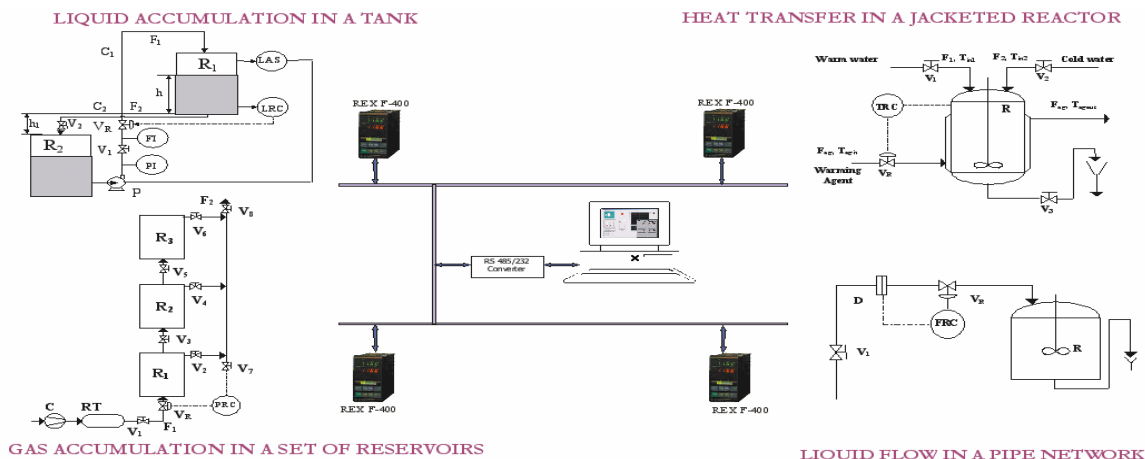 LIQUID ACCUMULATION IN A TANK
HEAT TRANSFER IN A JACKETED REACTOR
F1
C1
R1
LAS
h
C2
F2
LRC
h1
V2
VR
FI
R2
V1
PI
P
REX F-400
REX F-400
Warm water
F1, Tin1
F2, Tin2
Cold water
V1
V2
TRC
R
Fag, Tagin
Warming
Agent
VR
V3
F2
V8
R3
V6
V5
R2
V4
V3
R1
V2
V7
C
RT
VR
PRC
V1
F1
RS 485/232
Converter
REX F-400
REX F-400
D
VR
FRC
V1
R
GAS ACCUMULATION IN A SET OF RESERVOIRS
LIQUID FLOW IN A PIPE NETWORK